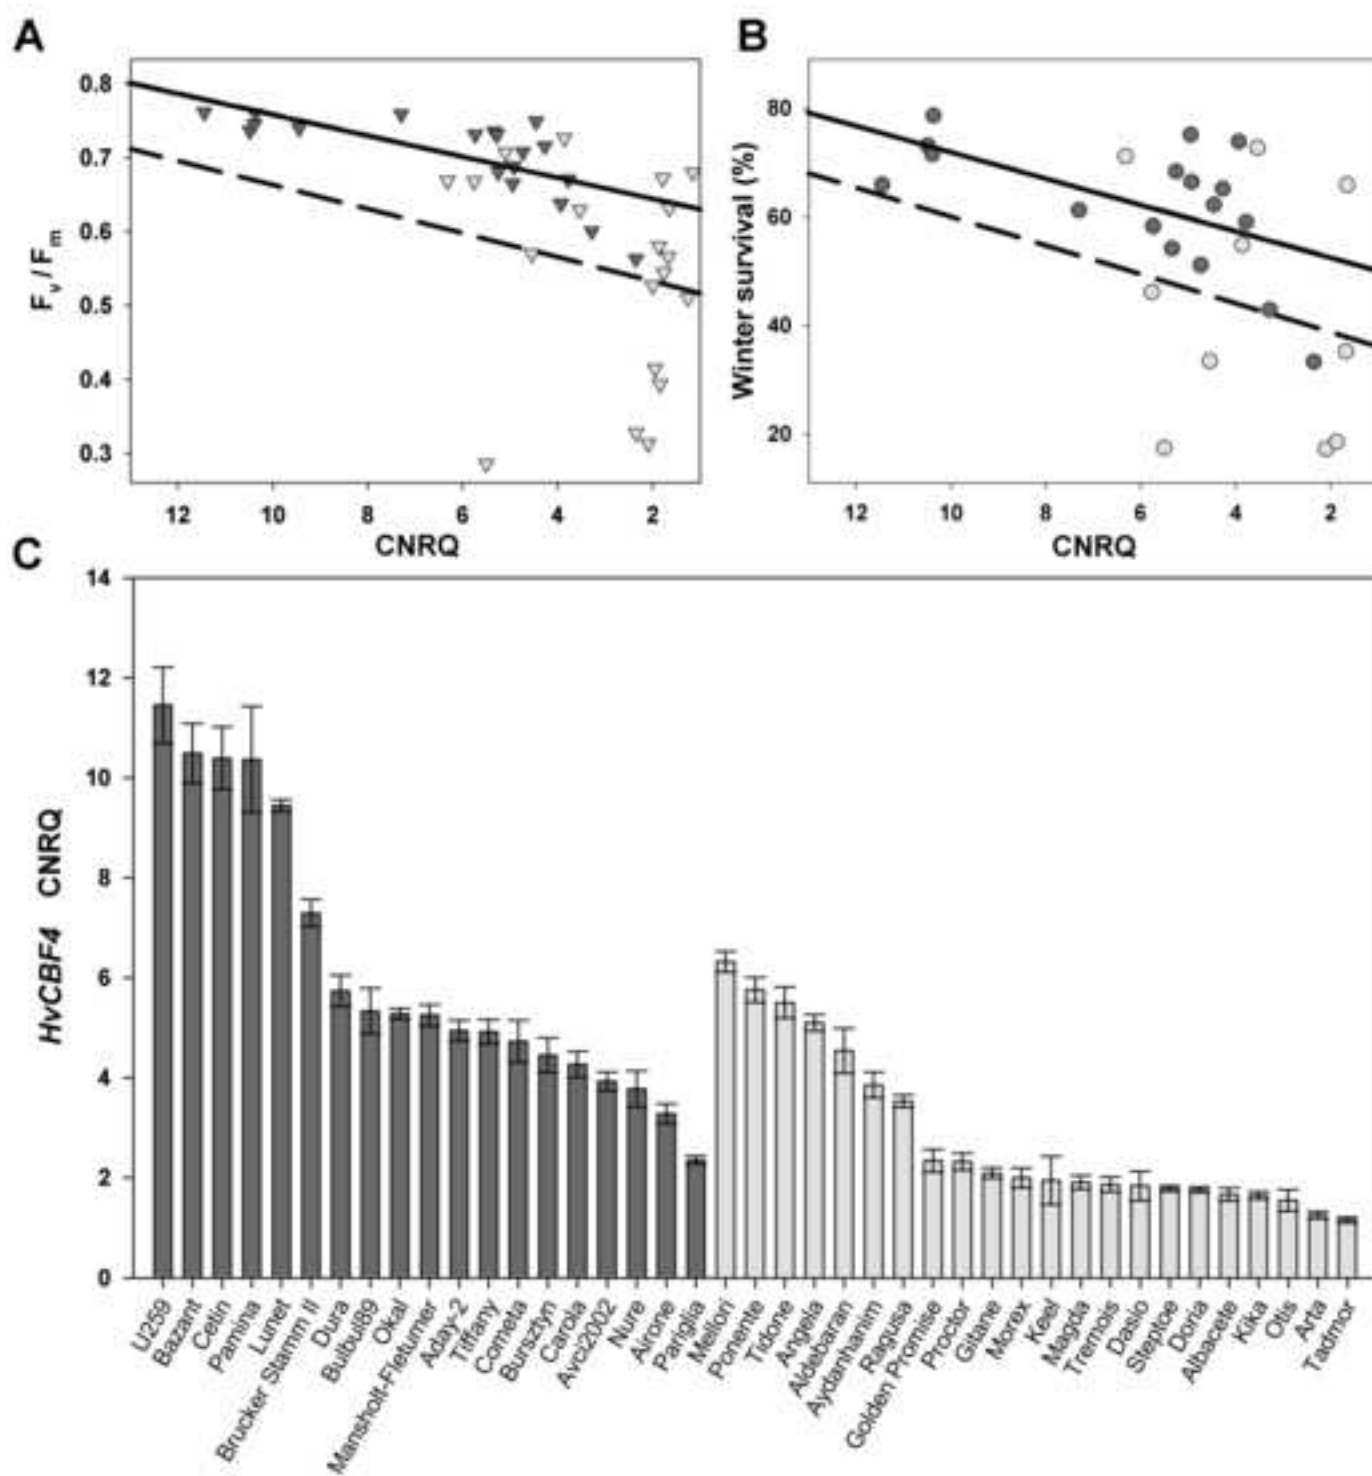 A
B
0.8
0.7
0.6
0.5
0.4
0.3
Fv / Fm
12
10
8
6
4
2
CNRQ
80
60
40
20
Winter survival (%)
12
10
8
6
4
2
CNRQ
C
14
12
10
8
6
4
2
0
HvCBF4 CNRQ
U259
Bazant
Celin
Pamina
Lunet
Brucker Stamm II
Dura
Bulbul89
Okal
Mansholt-Fletumer
Aday-2
Tiffany
Cometa
Bursztyn
Carola
Avci2002
Nure
Airone
Pariglia
Mellori
Ponente
Tidone
Angela
Aldebaran
Aydanhanim
Ragusa
Golden Promise
Proctor
Gitane
Morex
Keel
Magda
Tremois
Dasio
Steptoe
Doria
Albacete
Kika
Otis
Arta
Tadmor